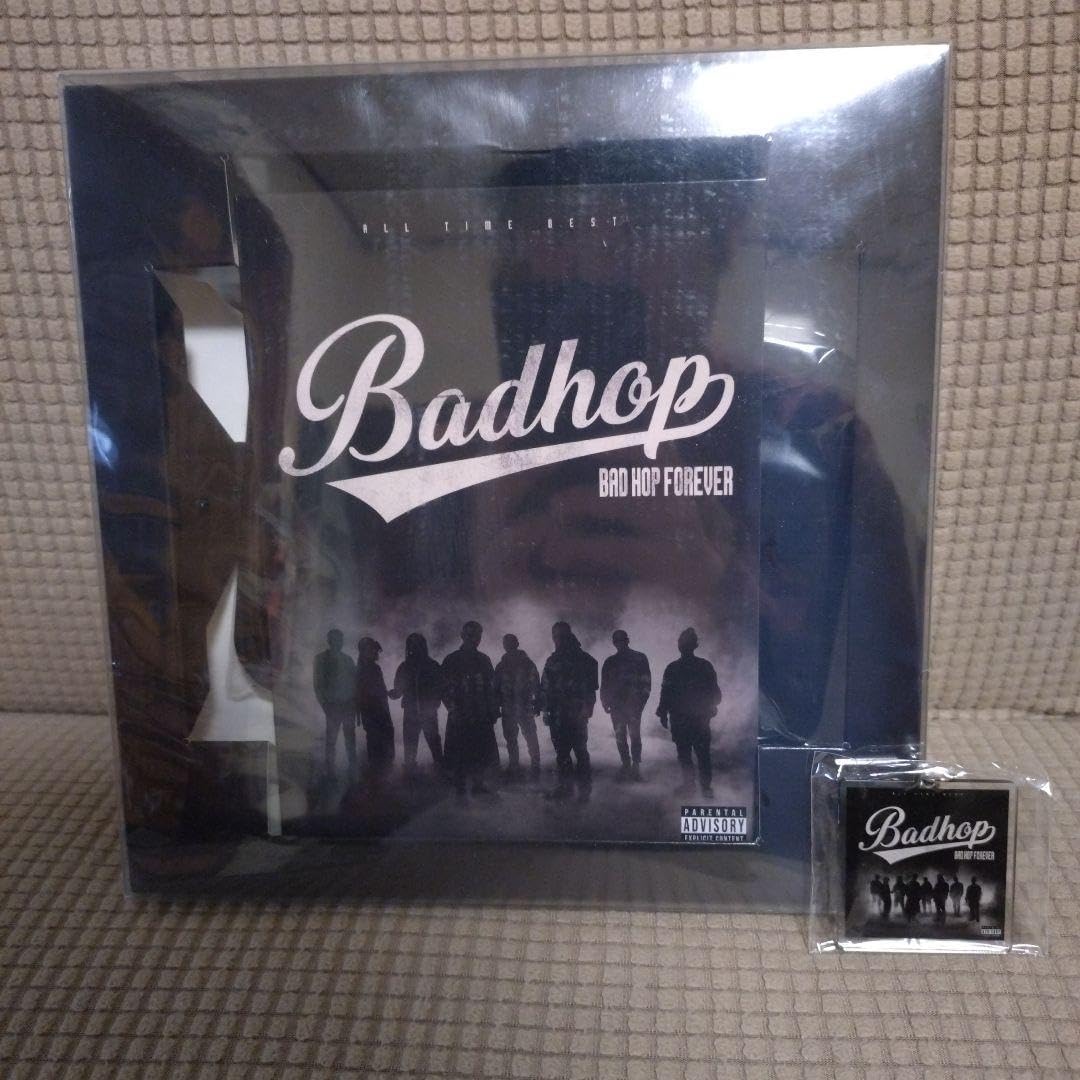 ALL TIME BEST
Badhop
BAD HOP FOREVER
PARENTAL
ADVISORY
EXPLICIT CONTENT
Badhop
BAD HOP FOREVER